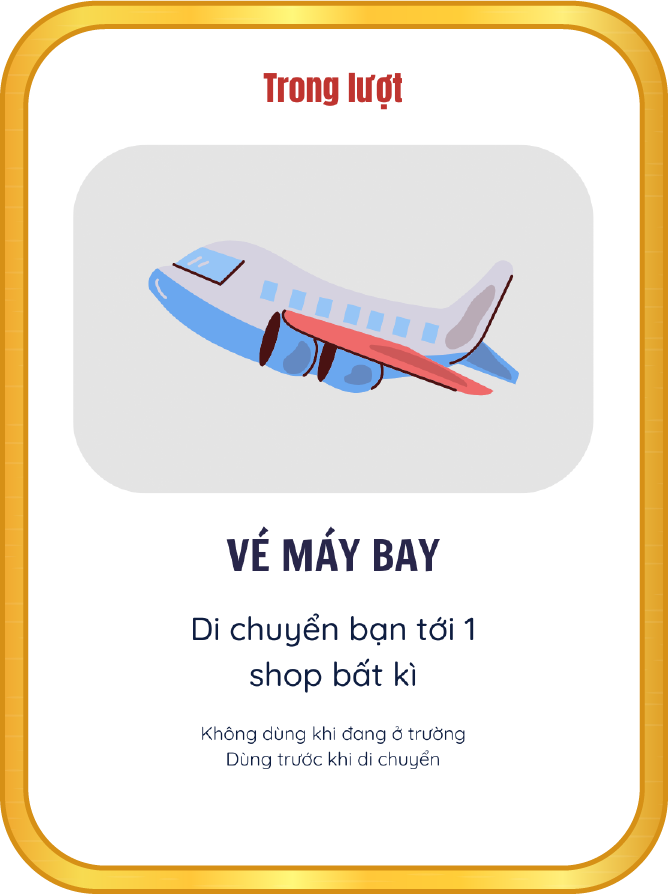 Trong lượt
VÉ MÁY BAY
Di chuyển bạn tới 1
shop bất kì
Không dùng khi đang ở trường
Dùng trước khi di chuyển